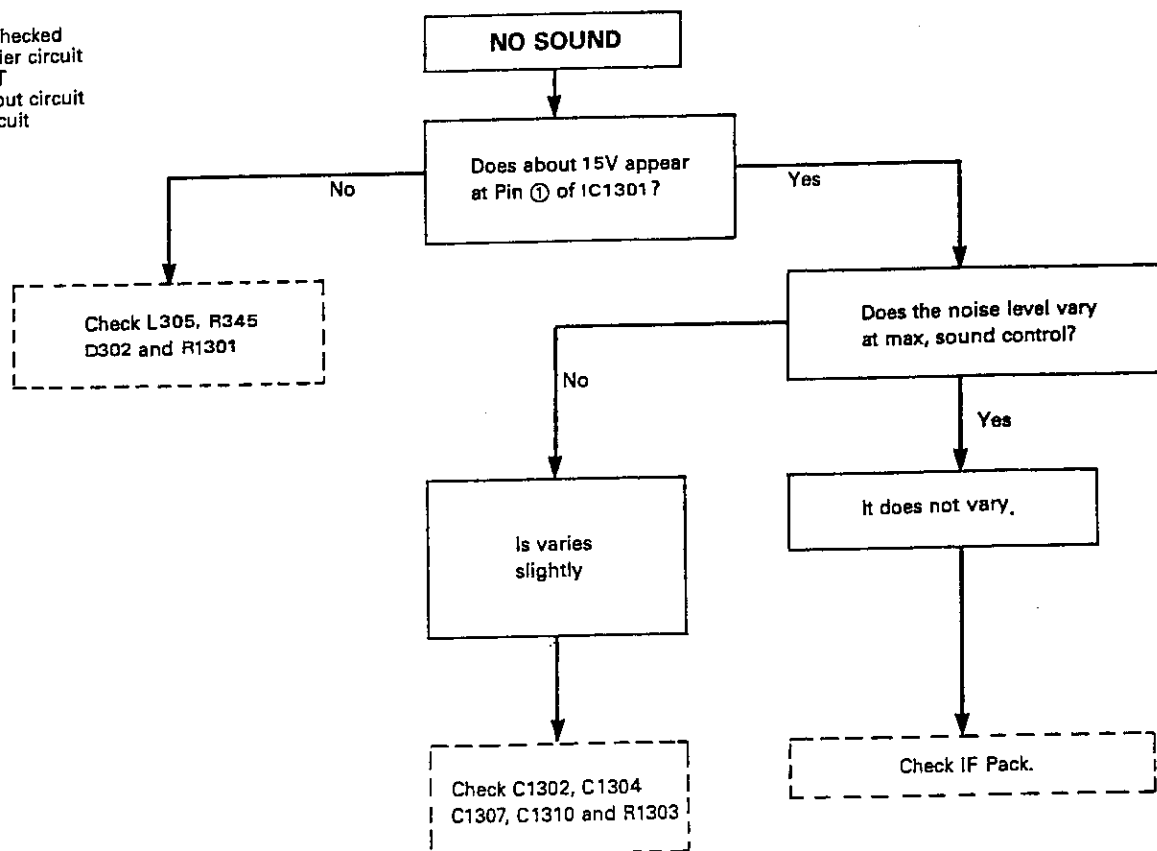 hecked
ier circuit
out circuit
cuit
NO SOUND
Does about 15V appear
at Pin ① of IC1301?
No
Yes
Check L305, R345
D302 and R1301
Does the noise level vary
at max, sound control?
No
Yes
Is varies
slightly
It does not vary.
Check C1302, C1304
C1307, C1310 and R1303
Check IF Pack.